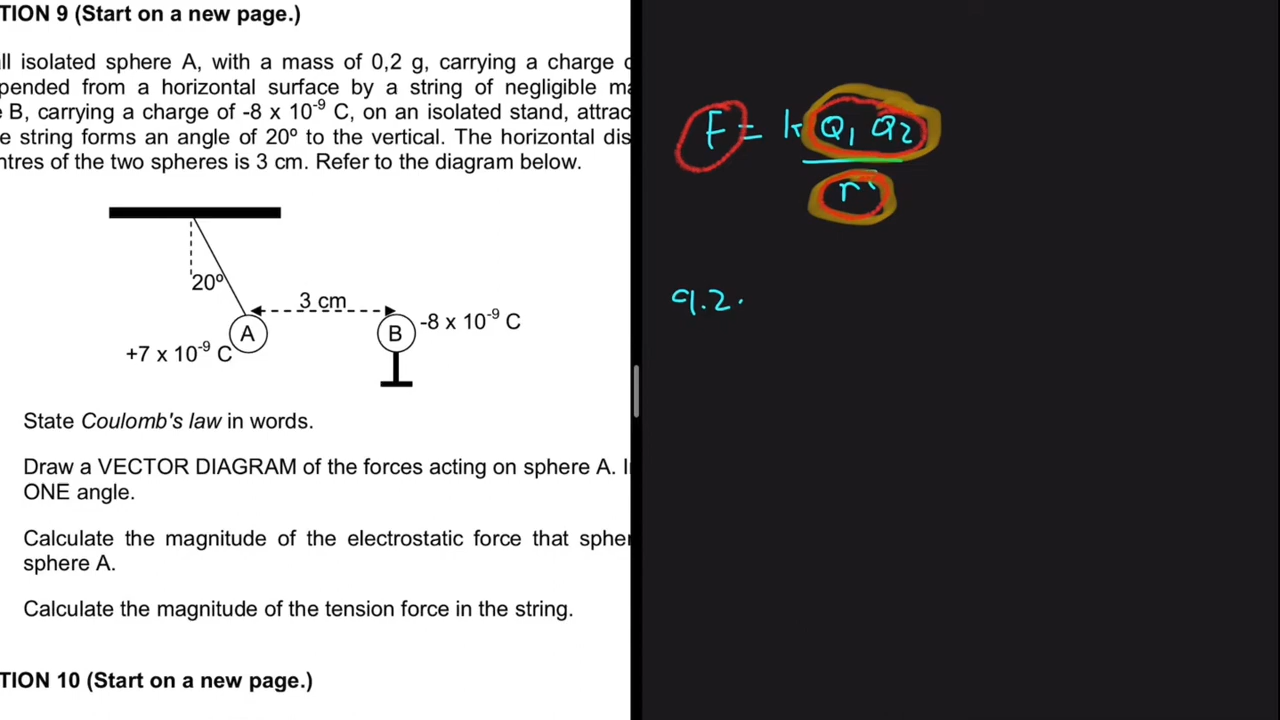 TION 9 (Start on a new page.)
ll isolated sphere A, with a mass of 0,2 g, carrying a charge
pended from a horizontal surface by a string of negligible
B, carrying a charge of -8 x 10⁻⁹ C, on an isolated stand,
e string forms an angle of 20º to the vertical. The horizontal dis
ntres of the two spheres is 3 cm. Refer to the diagram below.
20º
3 cm
A
B
-8 x 10⁻⁹ C
+7 x 10⁻⁹ C
State Coulomb's law in words.
Draw a VECTOR DIAGRAM of the forces acting on sphere A.
ONE angle.
Calculate the magnitude of the electrostatic force that spher
sphere A.
Calculate the magnitude of the tension force in the string.
TION 10 (Start on a new page.)
F = k Q₁ Q₂
r²
9.2.